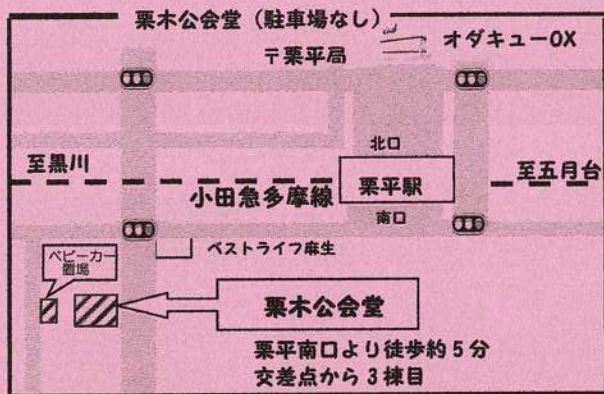 栗木公会堂（駐車場なし）
オダキューOX
〒栗平局
北口
至黒川
栗平駅
至五月台
小田急多摩線
南口
ベビーカー
置場
ベストライフ麻生
栗木公会堂
栗平南口より徒歩約５分
交差点から３棟目